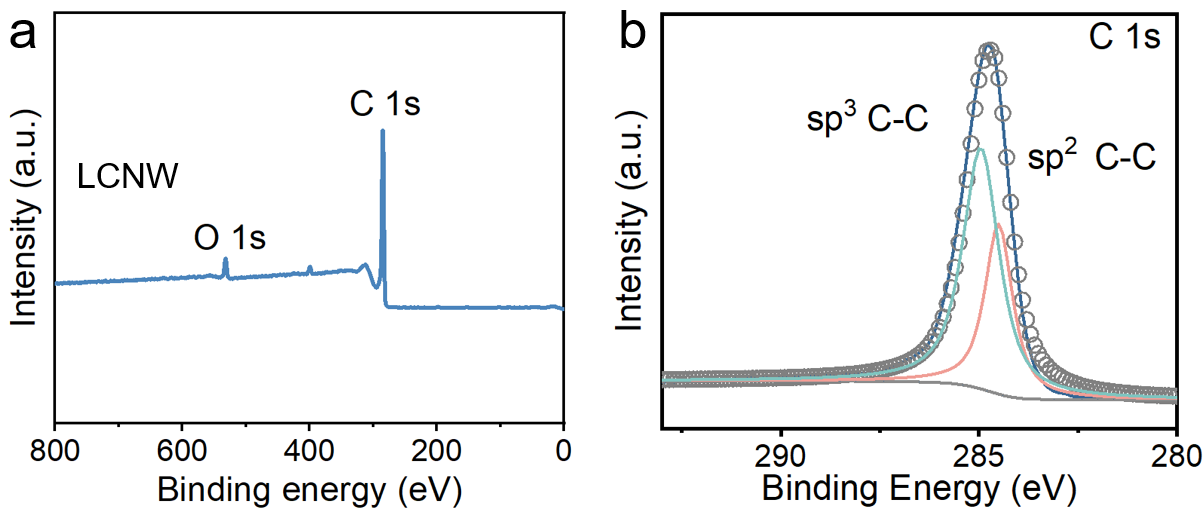 a
C 1s
LCNW
O 1s
Intensity (a.u.)
800
600
400
200
0
Binding energy (eV)
b
C 1s
sp³ C-C
sp² C-C
Intensity (a.u.)
290
285
280
Binding Energy (eV)